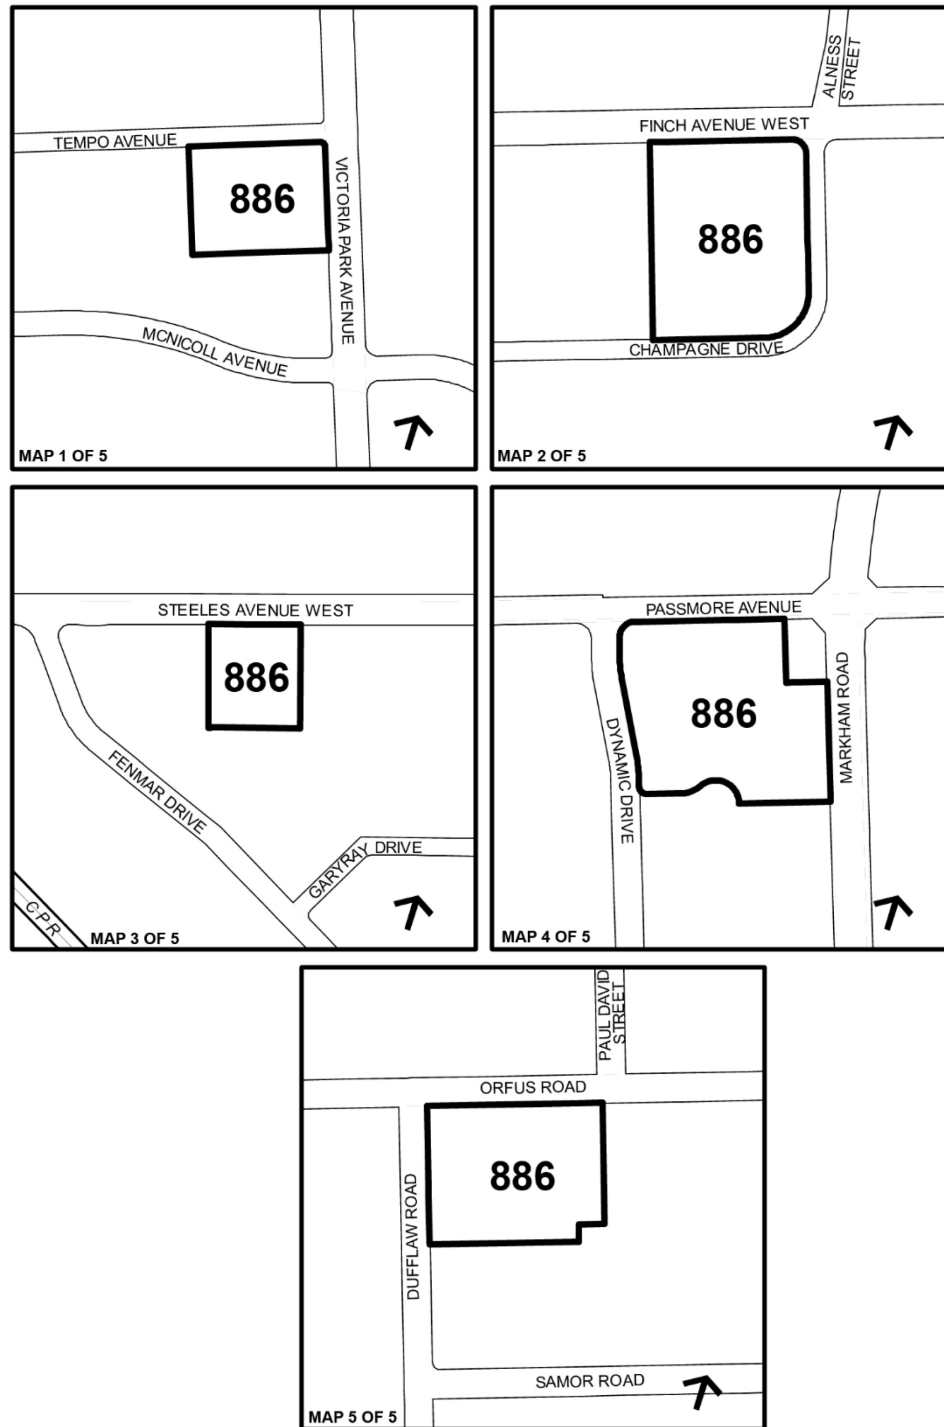 TEMPO AVENUE
886
VICTORIA PARK AVENUE
MCNICOLL AVENUE
MAP 1 OF 5
ALNESS
STREET
FINCH AVENUE WEST
886
CHAMPAGNE DRIVE
MAP 2 OF 5
STEELES AVENUE WEST
886
FENMAR DRIVE
GARYRAY DRIVE
C P R
MAP 3 OF 5
PASSMORE AVENUE
886
MARKHAM ROAD
DYNAMIC DRIVE
MAP 4 OF 5
PAUL DAVID
STREET
ORFUS ROAD
886
DUFFLAW ROAD
SAMOR ROAD
MAP 5 OF 5